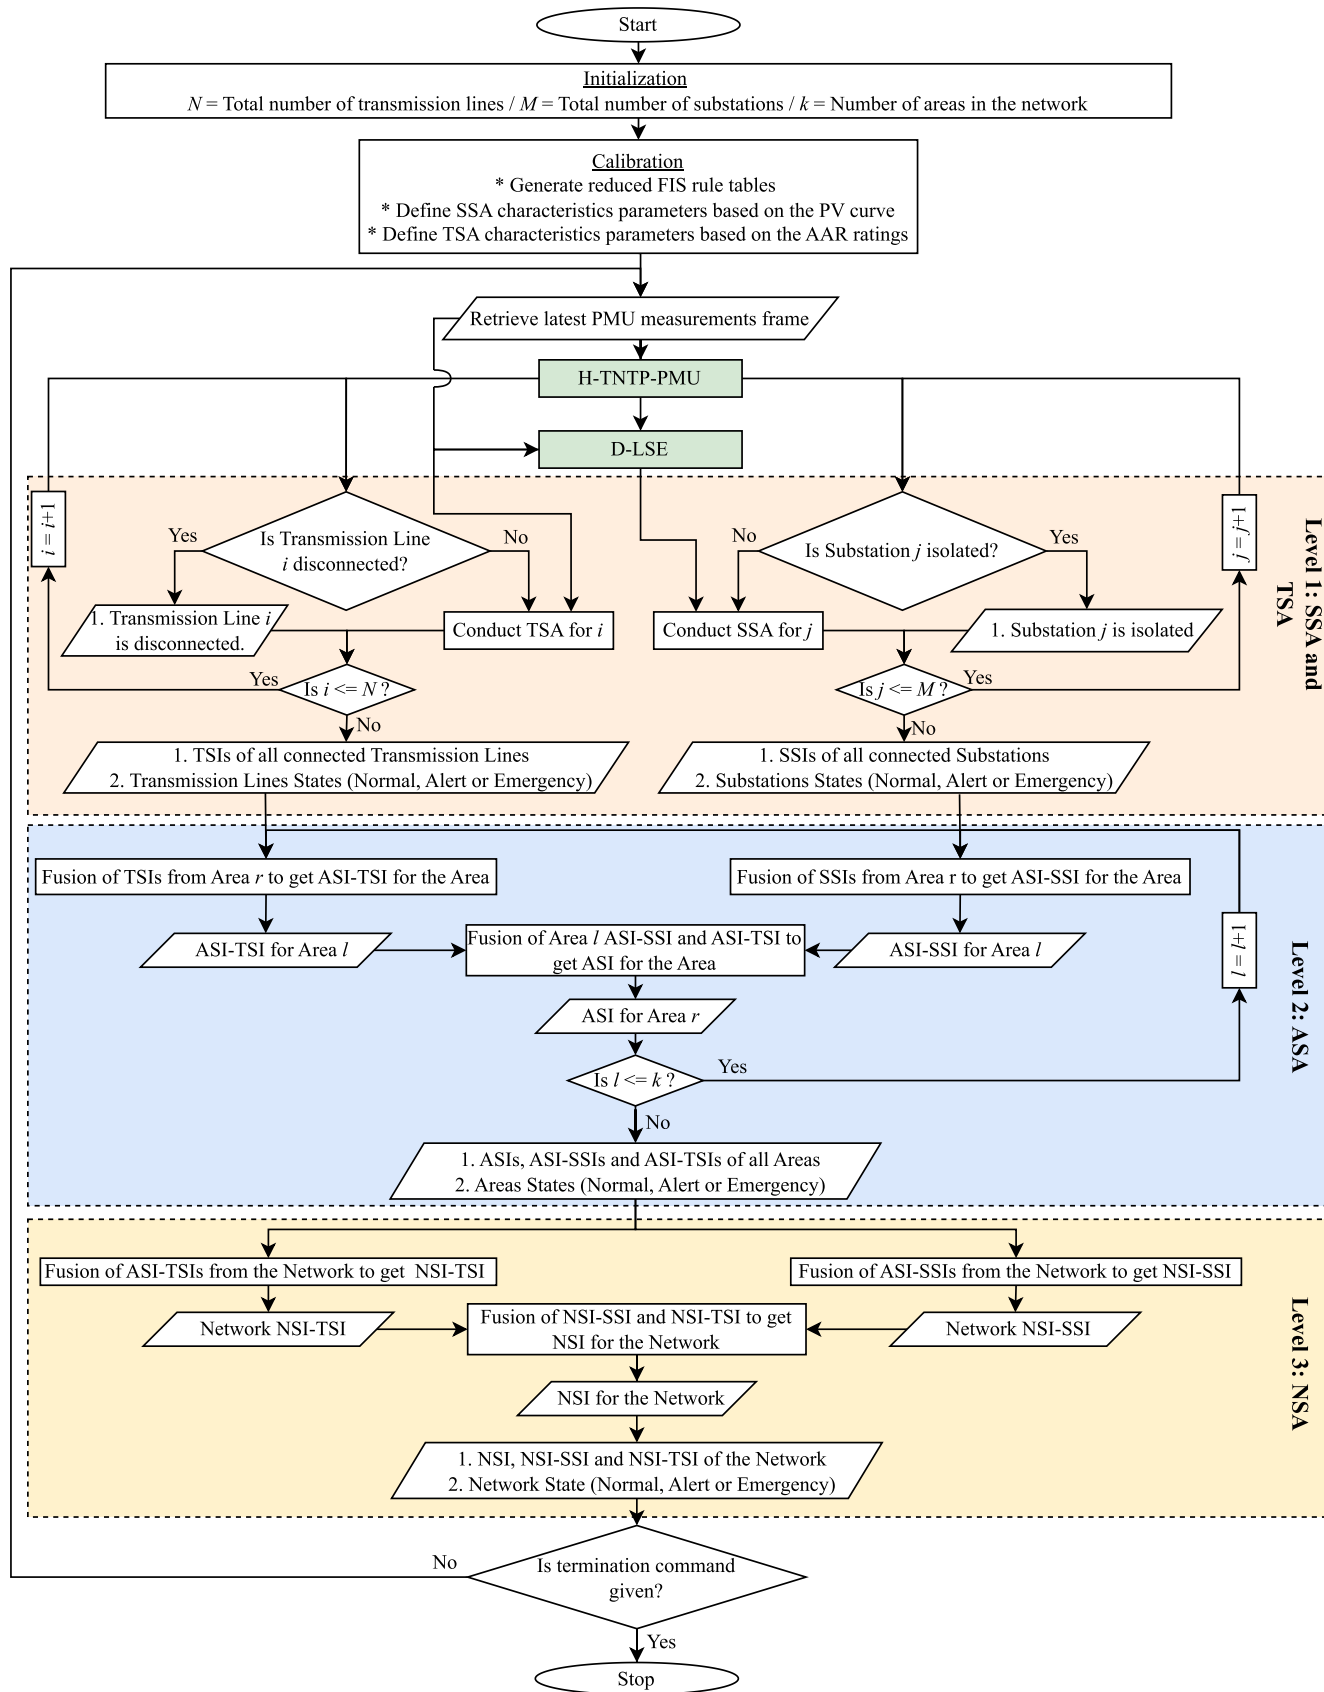 Start
Initialization
N = Total number of transmission lines / M = Total number of substations / k = Number of areas in the network
Calibration
* Generate reduced FIS rule tables
* Define SSA characteristics parameters based on the PV curve
* Define TSA characteristics parameters based on the AAR ratings
Retrieve latest PMU measurements frame
H-TNTP-PMU
D-LSE
Level 1: SSA and
TSA
i = i+1
Yes
Is Transmission Line
i disconnected?
No
No
Is Substation j isolated?
Yes
j = j+1
1. Transmission Line i
is disconnected.
Conduct TSA for i
Conduct SSA for j
1. Substation j is isolated
Yes
Is i <= N ?
No
Is j <= M ?
Yes
No
1. TSIs of all connected Transmission Lines
2. Transmission Lines States (Normal, Alert or Emergency)
1. SSIs of all connected Substations
2. Substations States (Normal, Alert or Emergency)
Level 2: ASA
Fusion of TSIs from Area r to get ASI-TSI for the Area
Fusion of SSIs from Area r to get ASI-SSI for the Area
ASI-TSI for Area l
Fusion of Area l ASI-SSI and ASI-TSI to
get ASI for the Area
ASI-SSI for Area l
l = l+1
ASI for Area r
Is l <= k ?
Yes
No
1. ASIs, ASI-SSIs and ASI-TSIs of all Areas
2. Areas States (Normal, Alert or Emergency)
Level 3: NSA
Fusion of ASI-TSIs from the Network to get NSI-TSI
Fusion of ASI-SSIs from the Network to get NSI-SSI
Network NSI-TSI
Fusion of NSI-SSI and NSI-TSI to get
NSI for the Network
Network NSI-SSI
NSI for the Network
1. NSI, NSI-SSI and NSI-TSI of the Network
2. Network State (Normal, Alert or Emergency)
No
Is termination command
given?
Yes
Stop